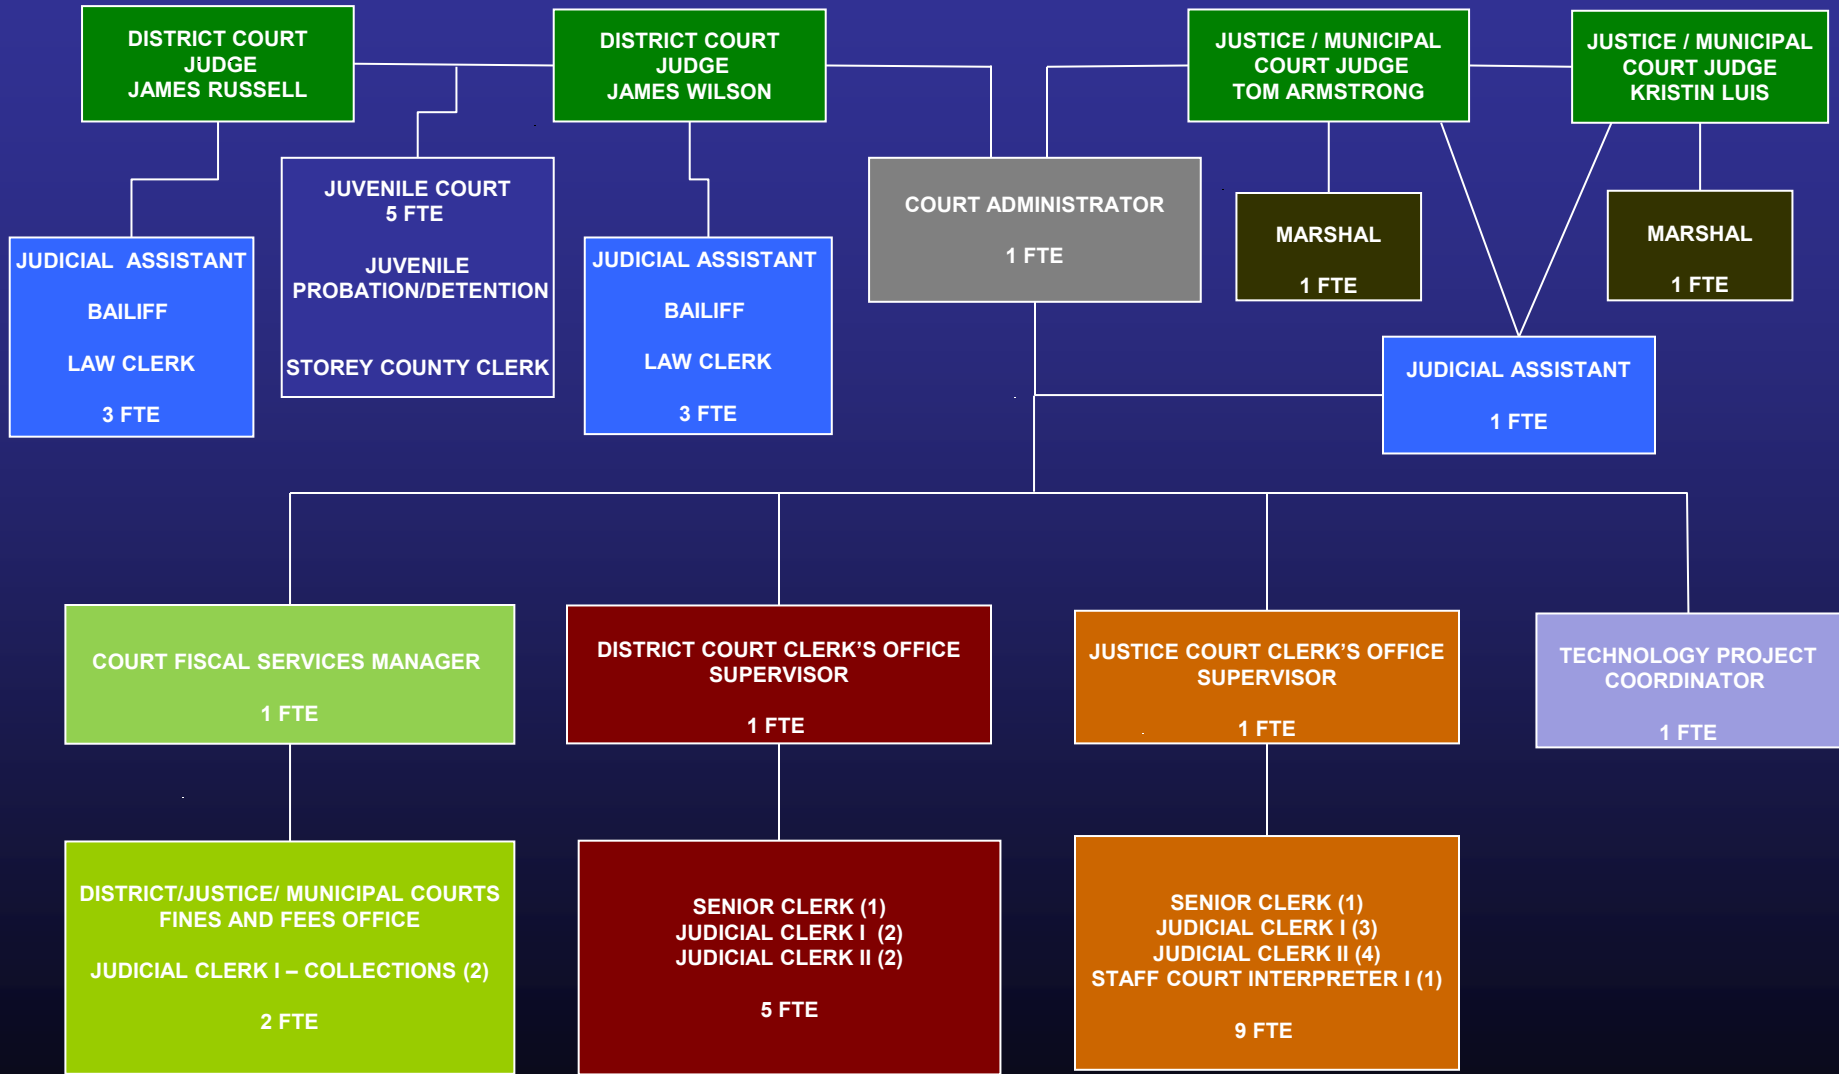 DISTRICT COURT
JUDGE
JAMES RUSSELL
DISTRICT COURT
JUDGE
JAMES WILSON
JUSTICE / MUNICIPAL
COURT JUDGE
TOM ARMSTRONG
JUSTICE / MUNICIPAL
COURT JUDGE
KRISTIN LUIS
JUDICIAL ASSISTANT
BAILIFF
LAW CLERK
3 FTE
JUVENILE COURT
5 FTE
JUVENILE
PROBATION/DETENTION
STOREY COUNTY CLERK
JUDICIAL ASSISTANT
BAILIFF
LAW CLERK
3 FTE
COURT ADMINISTRATOR
1 FTE
MARSHAL
1 FTE
MARSHAL
1 FTE
JUDICIAL ASSISTANT
1 FTE
COURT FISCAL SERVICES MANAGER
1 FTE
DISTRICT COURT CLERK’S OFFICE
SUPERVISOR
1 FTE
JUSTICE COURT CLERK’S OFFICE
SUPERVISOR
1 FTE
TECHNOLOGY PROJECT
COORDINATOR
1 FTE
DISTRICT/JUSTICE/ MUNICIPAL COURTS
FINES AND FEES OFFICE
JUDICIAL CLERK I – COLLECTIONS (2)
2 FTE
SENIOR CLERK (1)
JUDICIAL CLERK I (2)
JUDICIAL CLERK II (2)
5 FTE
SENIOR CLERK (1)
JUDICIAL CLERK I (3)
JUDICIAL CLERK II (4)
STAFF COURT INTERPRETER I (1)
9 FTE